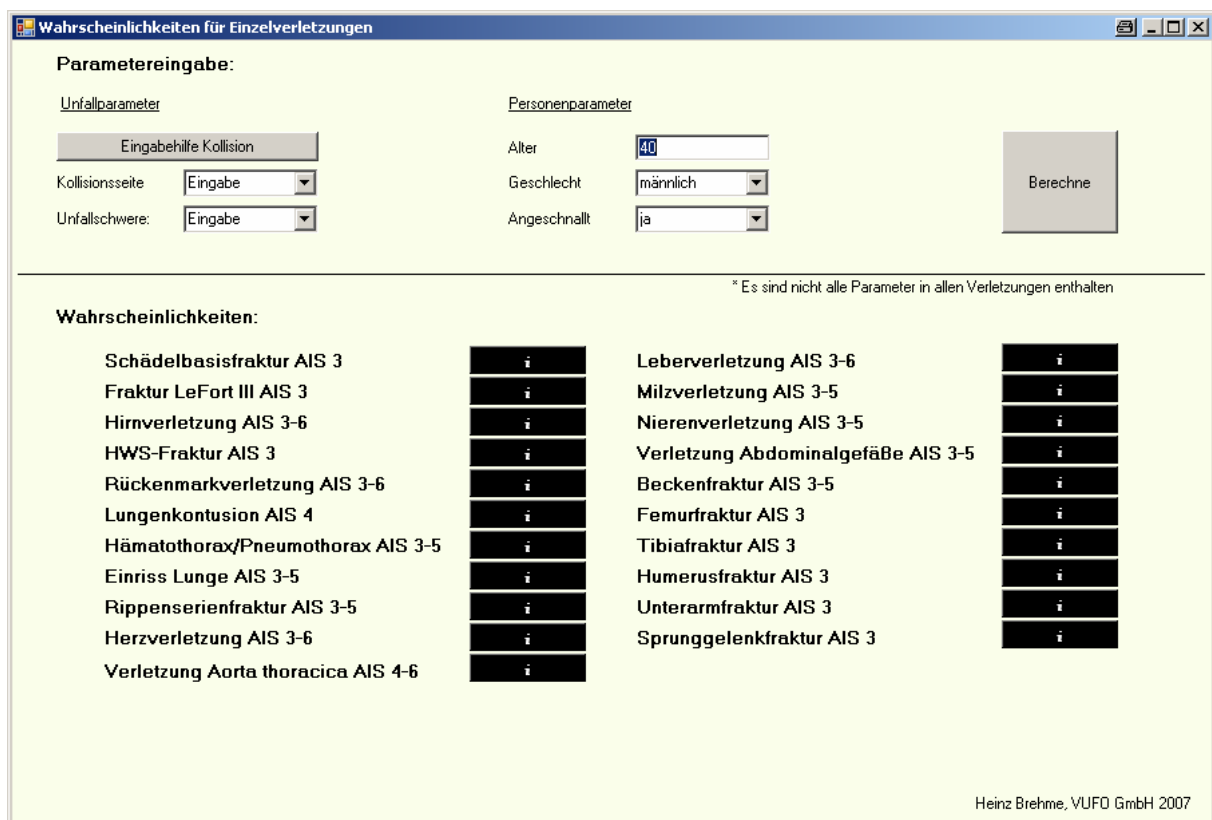 Wahrscheinlichkeiten für Einzelverletzungen
Parametereingabe:
Unfallparameter
Eingabehilfe Kollision
Kollisionsseite Eingabe
Unfallschwere: Eingabe
Personenparameter
Alter 40
Geschlecht männlich
Angeschnallt ja
Berechne
* Es sind nicht alle Parameter in allen Verletzungen enthalten
Wahrscheinlichkeiten:
Schädelbasisfraktur AIS 3 i
Fraktur LeFort III AIS 3 i
Hirnverletzung AIS 3-6 i
HWS-Fraktur AIS 3 i
Rückenmarkverletzung AIS 3-6 i
Lungenkontusion AIS 4 i
Hämatothorax/Pneumothorax AIS 3-5 i
Einriss Lunge AIS 3-5 i
Rippenserienfraktur AIS 3-5 i
Herzverletzung AIS 3-6 i
Verletzung Aorta thoracica AIS 4-6 i
Leberverletzung AIS 3-6 i
Milzverletzung AIS 3-5 i
Nierenverletzung AIS 3-5 i
Verletzung Abdominalgefäße AIS 3-5 i
Beckenfraktur AIS 3-5 i
Femurfraktur AIS 3 i
Tibiafraktur AIS 3 i
Humerusfraktur AIS 3 i
Unterarmfraktur AIS 3 i
Sprunggelenkfraktur AIS 3 i
Heinz Brehme, VUFO GmbH 2007